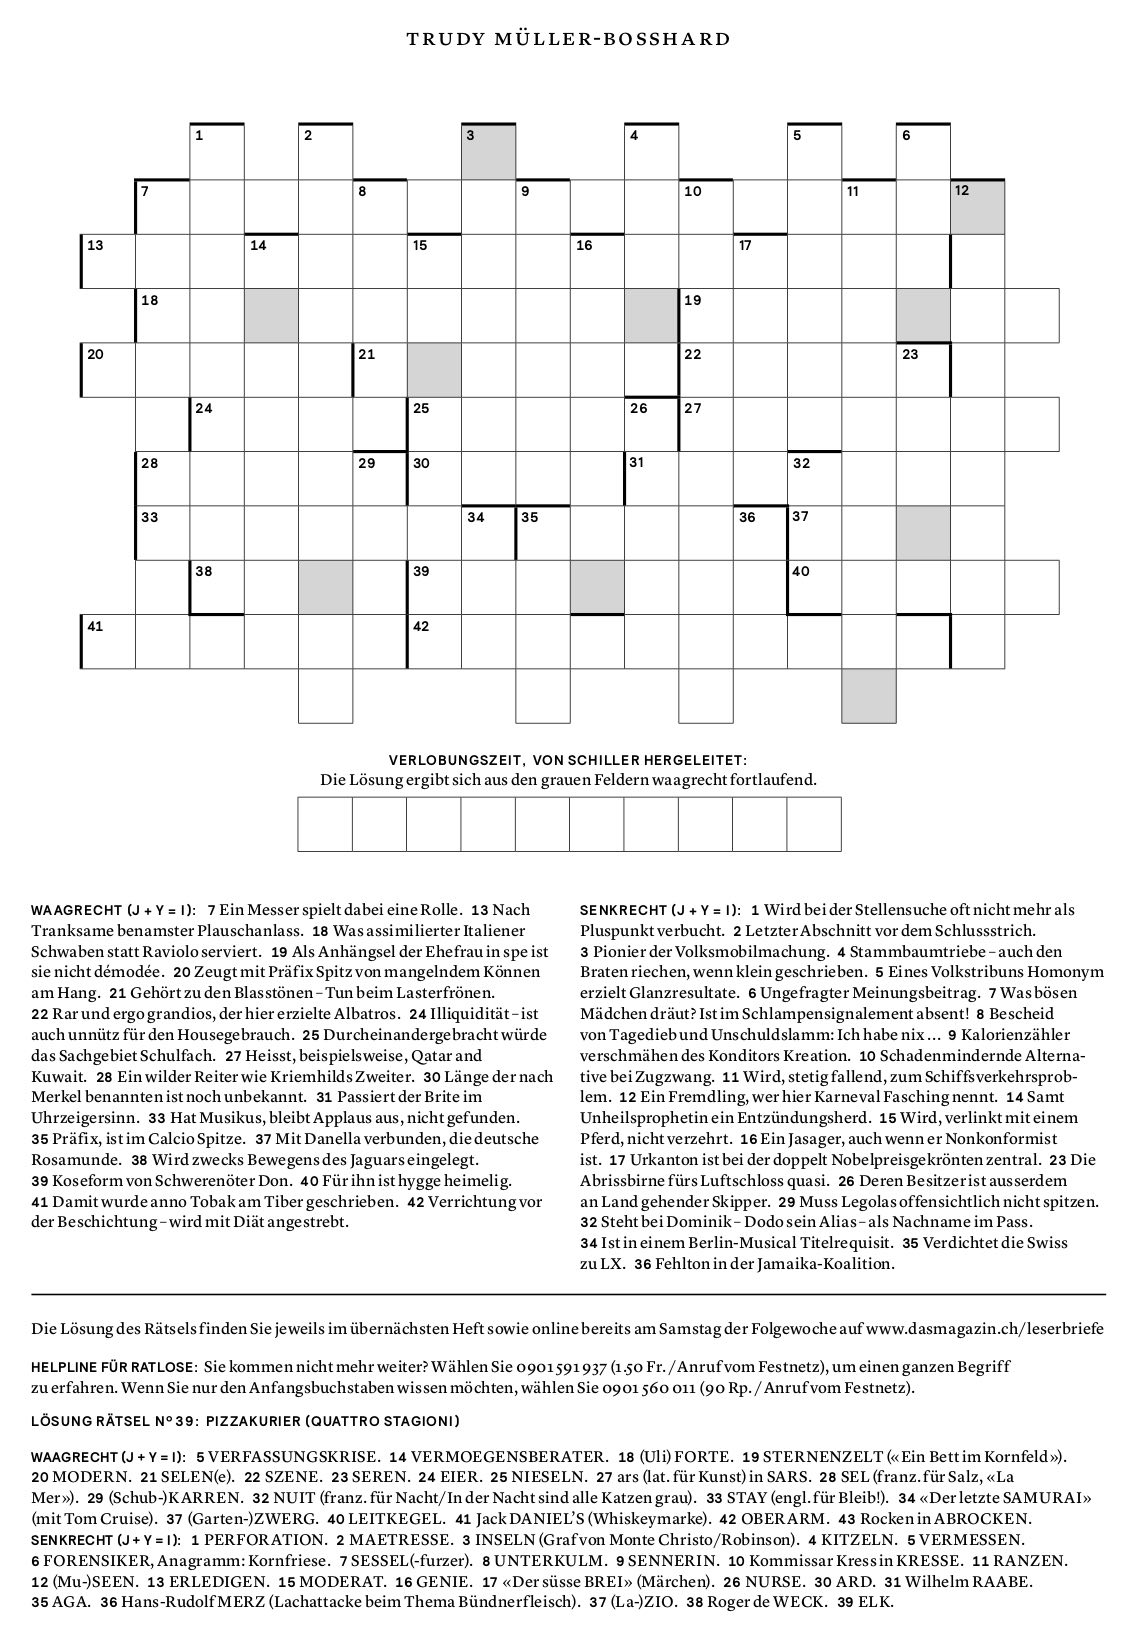 TRUDY MÜLLER-BOSSHARD
1 2 3 4 5 6
7 8 9 10 11 12
13 14 15 16 17
18 19
20 21 22 23
24 25 26 27
28 29 30 31 32
33 34 35 36 37
38 39 40
41 42
VERLOBUNGSZEIT, VON SCHILLER HERGELEITET:
Die Lösung ergibt sich aus den grauen Feldern waagrecht fortlaufend.
WAAGRECHT (J + Y = I): 7 Ein Messer spielt dabei eine Rolle. 13 Nach
Tranksame benamster Plauschanlass. 18 Was assimilierter Italiener
Schwaben statt Raviolo serviert. 19 Als Anhängsel der Ehefrau in spe ist
sie nicht démodée. 20 Zeugt mit Präfix Spitz von mangelndem Können
am Hang. 21 Gehört zu den Blasstönen – Tun beim Lasterfrönen.
22 Rar und ergo grandios, der hier erzielte Albatros. 24 Illiquidität – ist
auch unnütz für den Housegebrauch. 25 Durcheinandergebracht würde
das Sachgebiet Schulfach. 27 Heisst, beispielsweise, Qatar and
Kuwait. 28 Ein wilder Reiter wie Kriemhilds Zweiter. 30 Länge der nach
Merkel benannten ist noch unbekannt. 31 Passiert der Brite im
Uhrzeigersinn. 33 Hat Musikus, bleibt Applaus aus, nicht gefunden.
35 Präfix, ist im Calcio Spitze. 37 Mit Danella verbunden, die deutsche
Rosamunde. 38 Wird zwecks Bewegens des Jaguars eingelegt.
39 Koseform von Schwerenöter Don. 40 Für ihn ist hygge heimelig.
41 Damit wurde anno Tobak am Tiber geschrieben. 42 Verrichtung vor
der Beschichtung – wird mit Diät angestrebt.
SENKRECHT (J + Y = I): 1 Wird bei der Stellensuche oft nicht mehr als
Pluspunkt verbucht. 2 Letzter Abschnitt vor dem Schlussstrich.
3 Pionier der Volksmobilmachung. 4 Stammbaumtriebe – auch den
Braten riechen, wenn klein geschrieben. 5 Eines Volkstribuns Homonym
erzielt Glanzresultate. 6 Ungefragter Meinungsbeitrag. 7 Was bösen
Mädchen dräut? Ist im Schlampensignalement absent! 8 Bescheid
von Tagedieb und Unschuldslamm: Ich habe nix ... 9 Kalorienzähler
verschmähen des Konditors Kreation. 10 Schadenmindernde Alterna-
tive bei Zugzwang. 11 Wird, stetig fallend, zum Schiffsverkehrsprob-
lem. 12 Ein Fremdling, wer hier Karneval Fasching nennt. 14 Samt
Unheilsprophetin ein Entzündungsherd. 15 Wird, verlinkt mit einem
Pferd, nicht verzehrt. 16 Ein Jasager, auch wenn er Nonkonformist
ist. 17 Urkanton ist bei der doppelt Nobelpreisgekrönten zentral. 23 Die
Abrissbirne fürs Luftschloss quasi. 26 Deren Besitzer ist ausserdem
an Land gehender Skipper. 29 Muss Legolas offensichtlich nicht spitzen.
32 Steht bei Dominik – Dodo sein Alias – als Nachname im Pass.
34 Ist in einem Berlin-Musical Titelrequisit. 35 Verdichtet die Swiss
zu LX. 36 Fehlton in der Jamaika-Koalition.
Die Lösung des Rätsels finden Sie jeweils im übernächsten Heft sowie online bereits am Samstag der Folgewoche auf www.dasmagazin.ch/leserbriefe
HELPLINE FÜR RATLOSE: Sie kommen nicht mehr weiter? Wählen Sie 0901 591 937 (1.50 Fr. / Anruf vom Festnetz), um einen ganzen Begriff
zu erfahren. Wenn Sie nur den Anfangsbuchstaben wissen möchten, wählen Sie 0901 560 011 (90 Rp. / Anruf vom Festnetz).
LÖSUNG RÄTSEL Nº 39: PIZZAKURIER (QUATTRO STAGIONI)
WAAGRECHT (J + Y = I): 5 VERFASSUNGSKRISE. 14 VERMOEGENSBERATER. 18 (Uli) FORTE. 19 STERNENZELT («Ein Bett im Kornfeld»).
20 MODERN. 21 SELEN(e). 22 SZENE. 23 SEREN. 24 EIER. 25 NIESELN. 27 ars (lat. für Kunst) in SARS. 28 SEL (franz. für Salz, «La
Mer»). 29 (Schub-)KARREN. 32 NUIT (franz. für Nacht/In der Nacht sind alle Katzen grau). 33 STAY (engl. für Bleib!). 34 «Der letzte SAMURAI»
(mit Tom Cruise). 37 (Garten-)ZWERG. 40 LEITKEGEL. 41 Jack DANIEL'S (Whiskeymarke). 42 OBERARM. 43 Rocken in ABROCKEN.
SENKRECHT (J + Y = I): 1 PERFORATION. 2 MAETRESSE. 3 INSELN (Graf von Monte Christo/Robinson). 4 KITZELN. 5 VERMESSEN.
6 FORENSIKER, Anagramm: Kornfriese. 7 SESSEL(-furzer). 8 UNTERKULM. 9 SENNERIN. 10 Kommissar Kress in KRESSE. 11 RANZEN.
12 (Mu-)SEEN. 13 ERLEDIGEN. 15 MODERAT. 16 GENIE. 17 «Der süsse BREI» (Märchen). 26 NURSE. 30 ARD. 31 Wilhelm RAABE.
35 AGA. 36 Hans-Rudolf MERZ (Lachattacke beim Thema Bündnerfleisch). 37 (La-)ZIO. 38 Roger de WECK. 39 ELK.